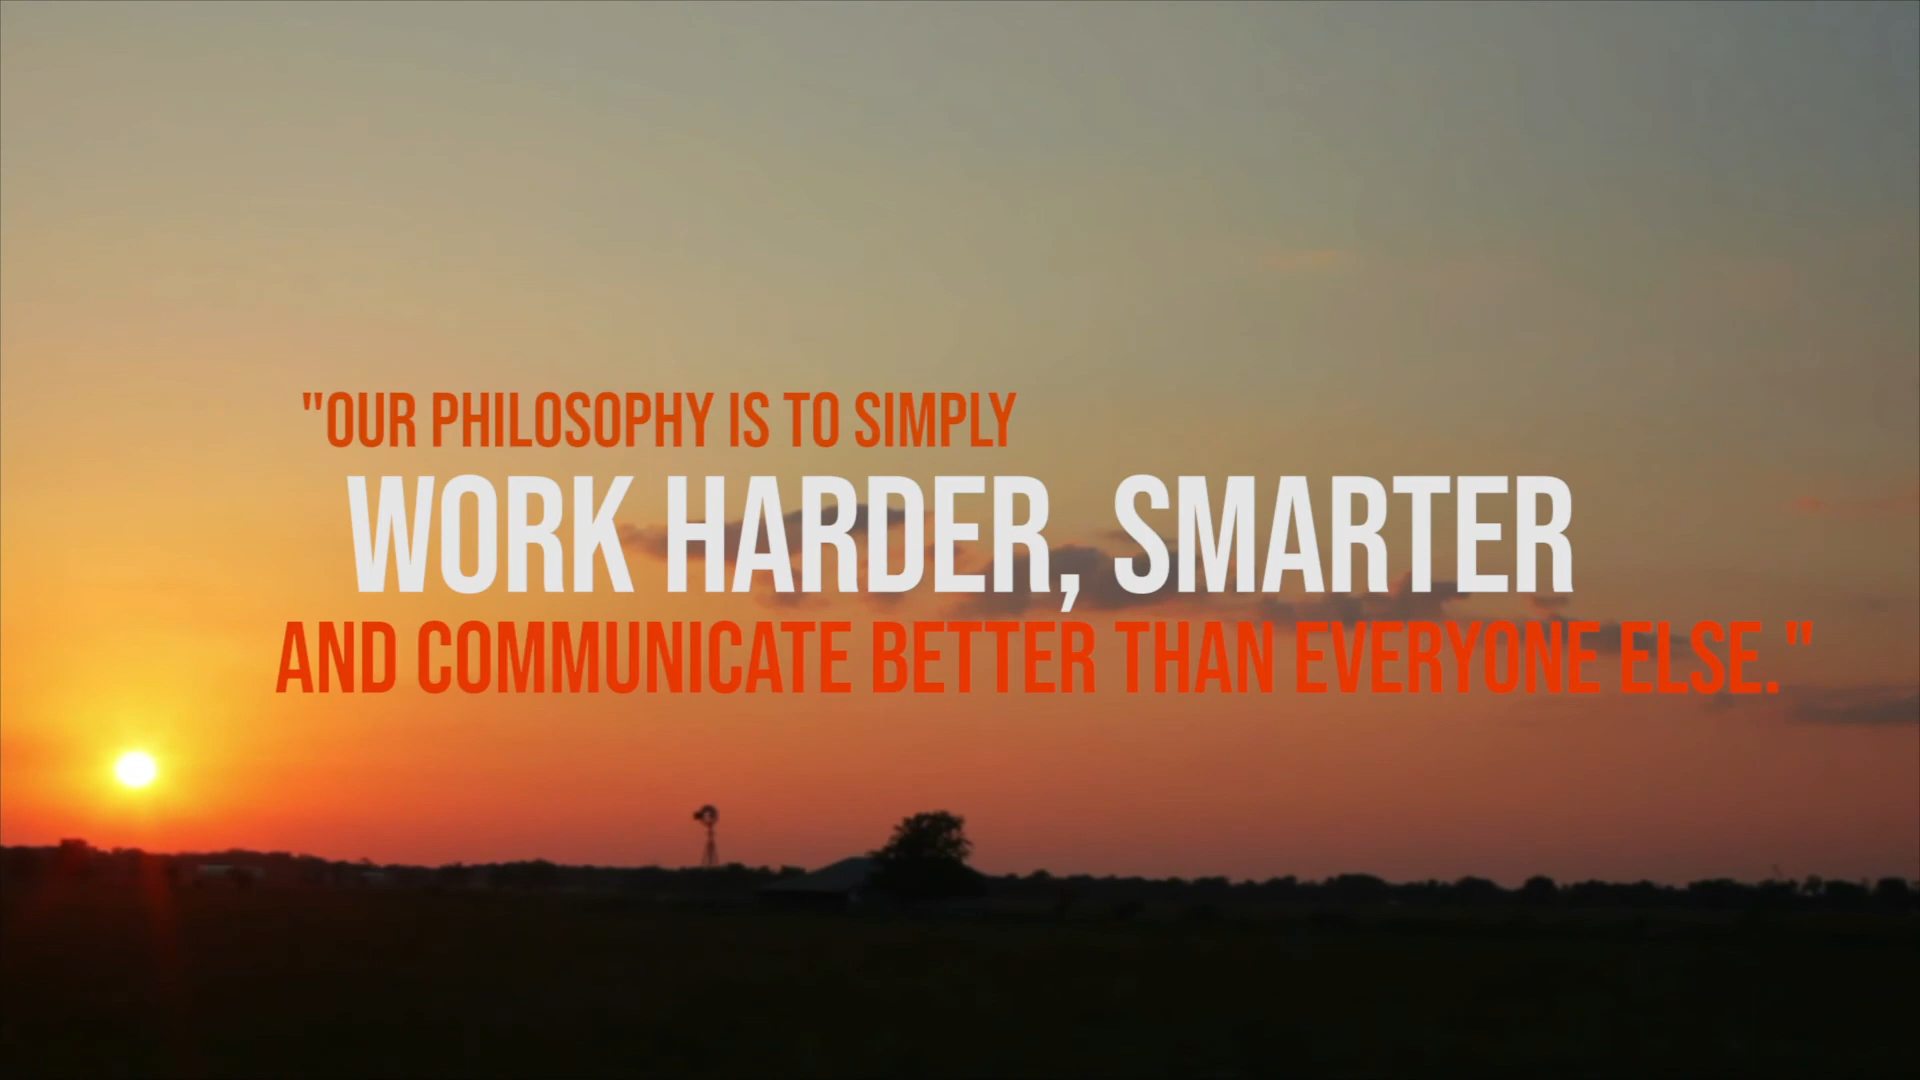 "OUR PHILOSOPHY IS TO SIMPLY
WORK HARDER, SMARTER
AND COMMUNICATE BETTER THAN EVERYONE ELSE."